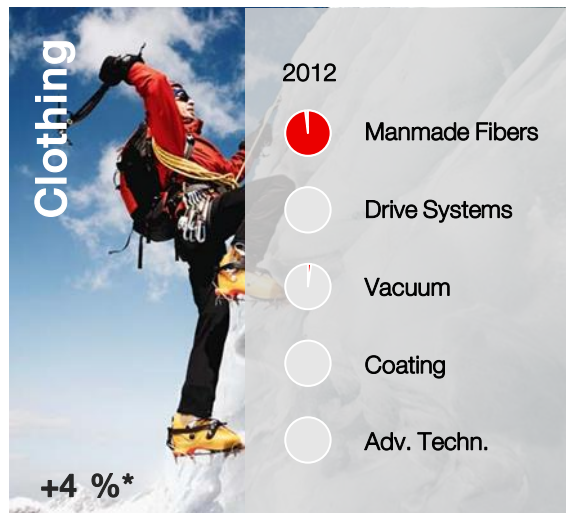 Clothing
2012
Manmade Fibers
Drive Systems
Vacuum
Coating
Adv. Techn.
+4 %*